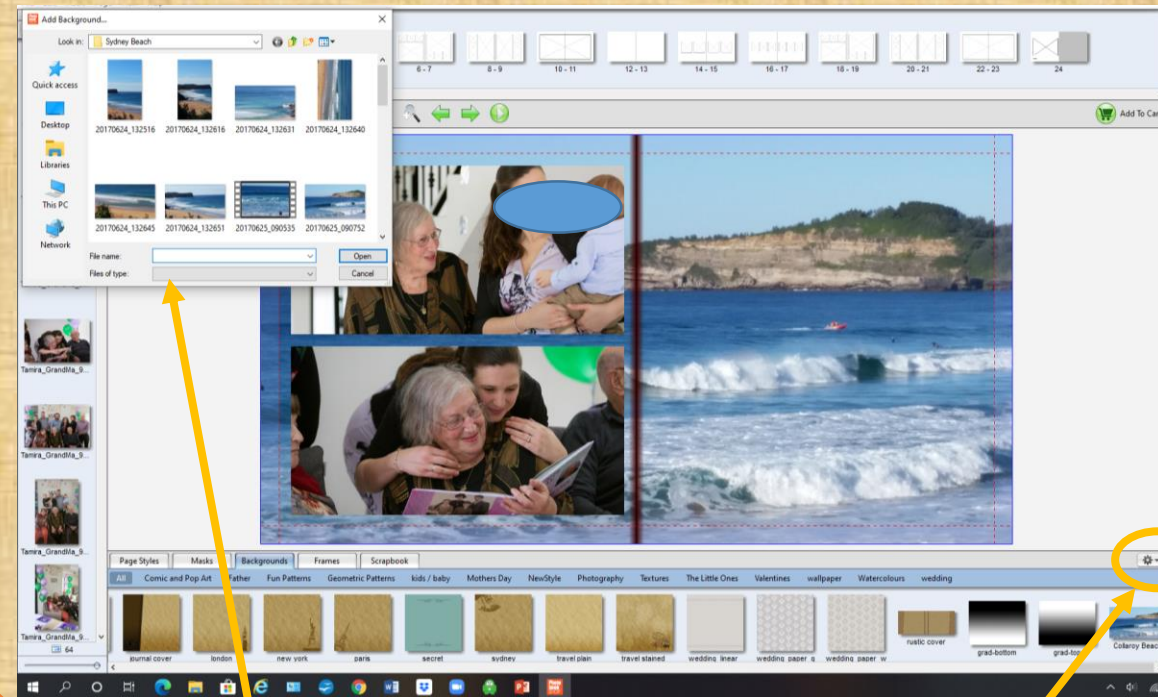 Add Background...
Look in: Sydney Beach
Quick access
Desktop
Libraries
This PC
Network
20170624_132516 20170624_132616 20170624_132631 20170624_132640
20170624_132645 20170624_132651 20170625_090535 20170625_090752
File name: Open
Files of type: Cancel
6 - 7 8 - 9 10 - 11 12 - 13 14 - 15 16 - 17 18 - 19 20 - 21 22 - 23 24
Add To Car
Tamira_GrandMa_9...
Tamira_GrandMa_9...
Tamira_GrandMa_9...
Tamira_GrandMa_9...
64
Page Styles Masks Backgrounds Frames Scrapbook
All Comic and Pop Art Father Fun Patterns Geometric Patterns kids / baby Mothers Day NewStyle Photography Textures The Little Ones Valentines wallpaper Watercolours wedding
journal cover london new york paris secret sydney travel plain travel stained wedding linear wedding paper g wedding paper w rustic cover grad-bottom grad-top Collaroy Beac